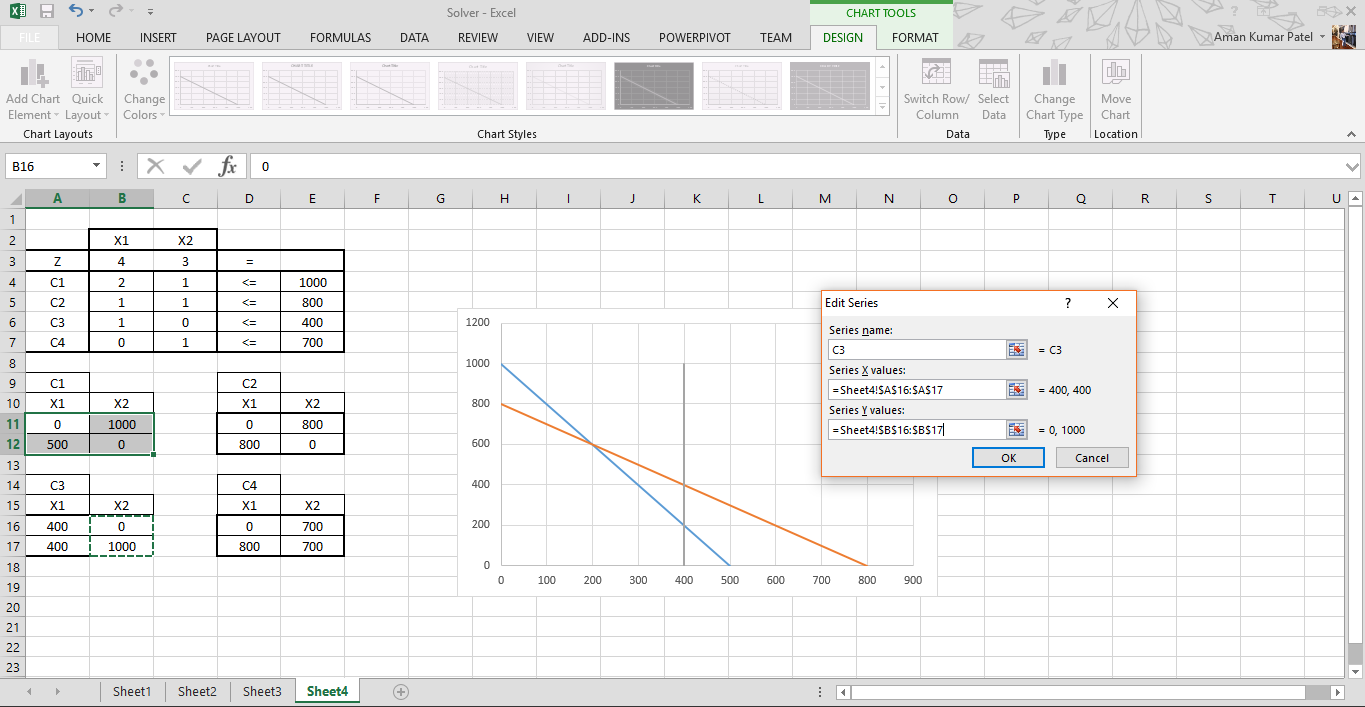 Solver - Excel
CHART TOOLS
?
FILE HOME INSERT PAGE LAYOUT FORMULAS DATA REVIEW VIEW ADD-INS POWERPIVOT TEAM DESIGN FORMAT Aman Kumar Patel
Add Chart Element
Quick Layout
Chart Layouts
Change Colors
Chart Styles
Switch Row/ Column
Select Data
Data
Change Chart Type
Type
Move Chart
Location
B16 fx 0
A B C D E F G H I J K L M N O P Q R S T U
1
2 X1 X2
3 Z 4 3 =
4 C1 2 1 <= 1000
5 C2 1 1 <= 800
6 C3 1 0 <= 400
7 C4 0 1 <= 700
8
9 C1 C2
10 X1 X2 X1 X2
11 0 1000 0 800
12 500 0 800 0
13
14 C3 C4
15 X1 X2 X1 X2
16 400 0 0 700
17 400 1000 800 700
18
19
20
21
22
23
1200
1000
800
600
400
200
0
0 100 200 300 400 500 600 700 800 900
Edit Series ?
Series name:
C3 = C3
Series X values:
=Sheet4!$A$16:$A$17 = 400, 400
Series Y values:
=Sheet4!$B$16:$B$17 = 0, 1000
OK Cancel
Sheet1 Sheet2 Sheet3 Sheet4